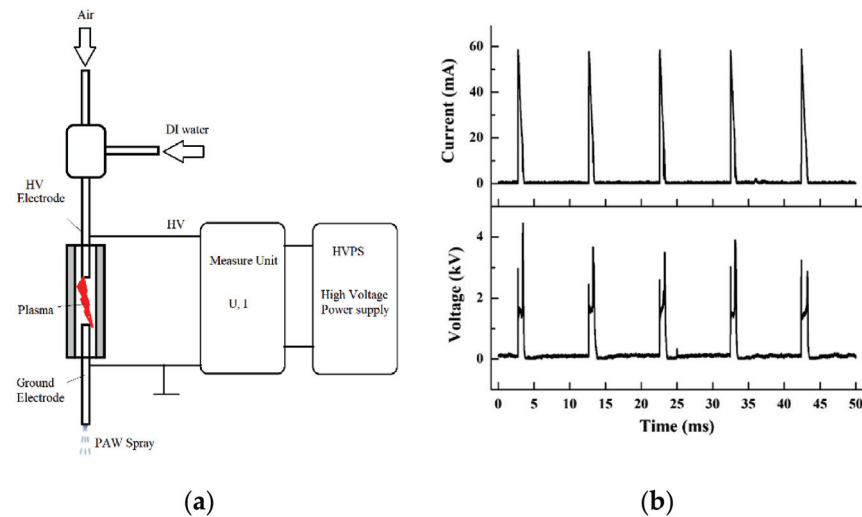 Air
DI water
HV
Electrode
HV
Measure Unit
U, I
HVPS
High Voltage
Power supply
Plasma
Ground
Electrode
PAW Spray
(a)
Current (mA)
60
40
20
0
Voltage (kV)
4
2
0
0 5 10 15 20 25 30 35 40 45 50
Time (ms)
(b)